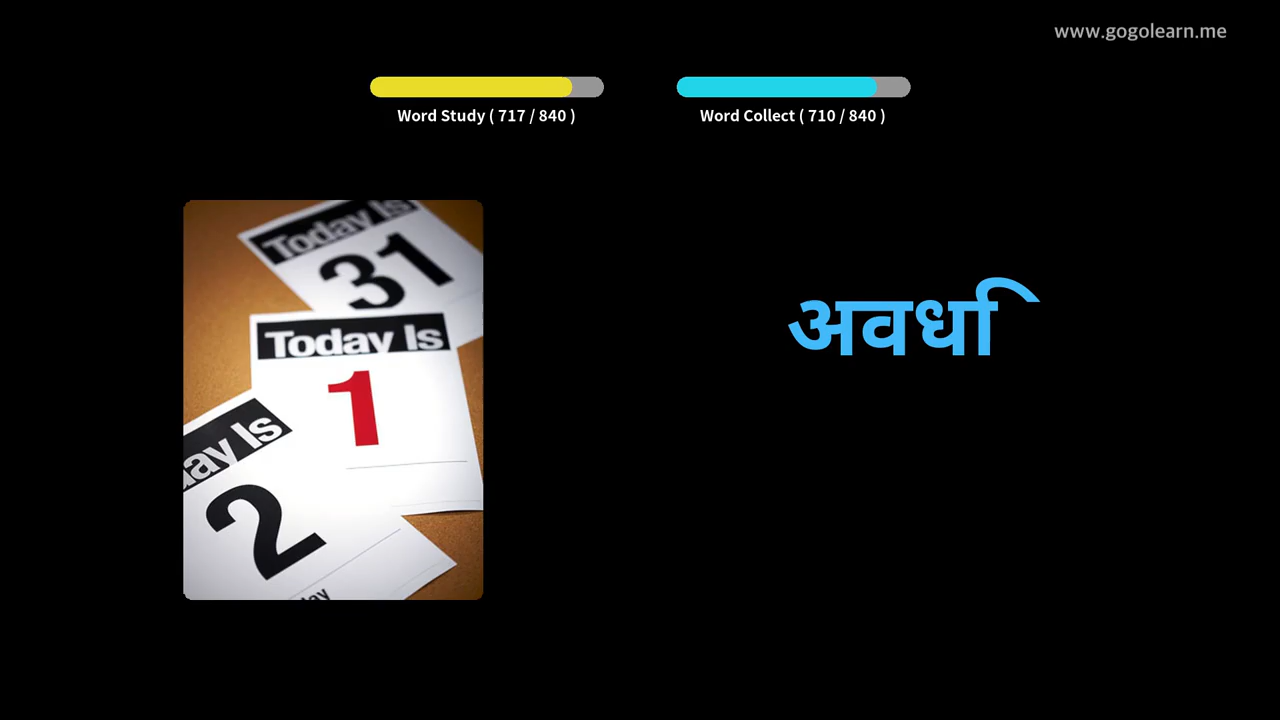 www.gogolearn.me
Word Study ( 717 / 840 )
Word Collect ( 710 / 840 )
Today Is
31
Today Is
1
ay Is
2
अवधि